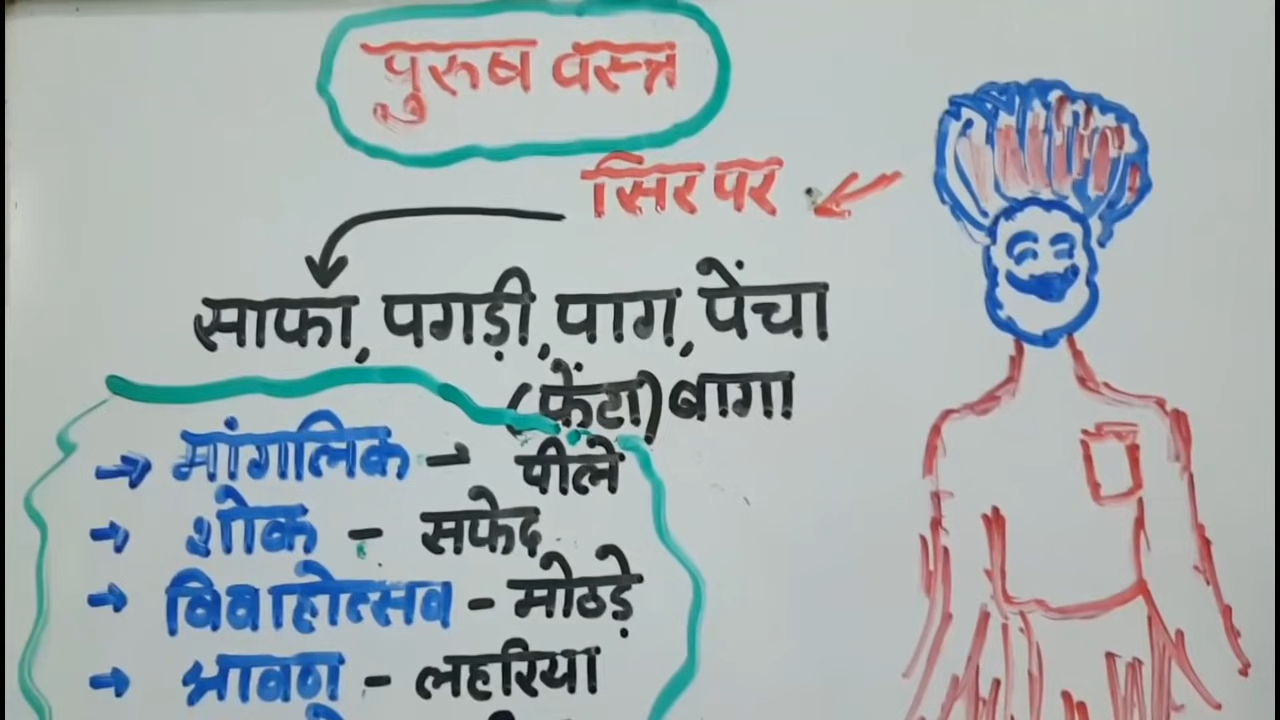 पुरुष वस्त्र
सिर पर
साफा, पगड़ी, पाग, पेंचा
(फेंटा) बागा
→ मांगलिक - पीले
→ शोक - सफेद
→ विवाहोत्सव - मोठड़े
→ श्रावण - लहरिया